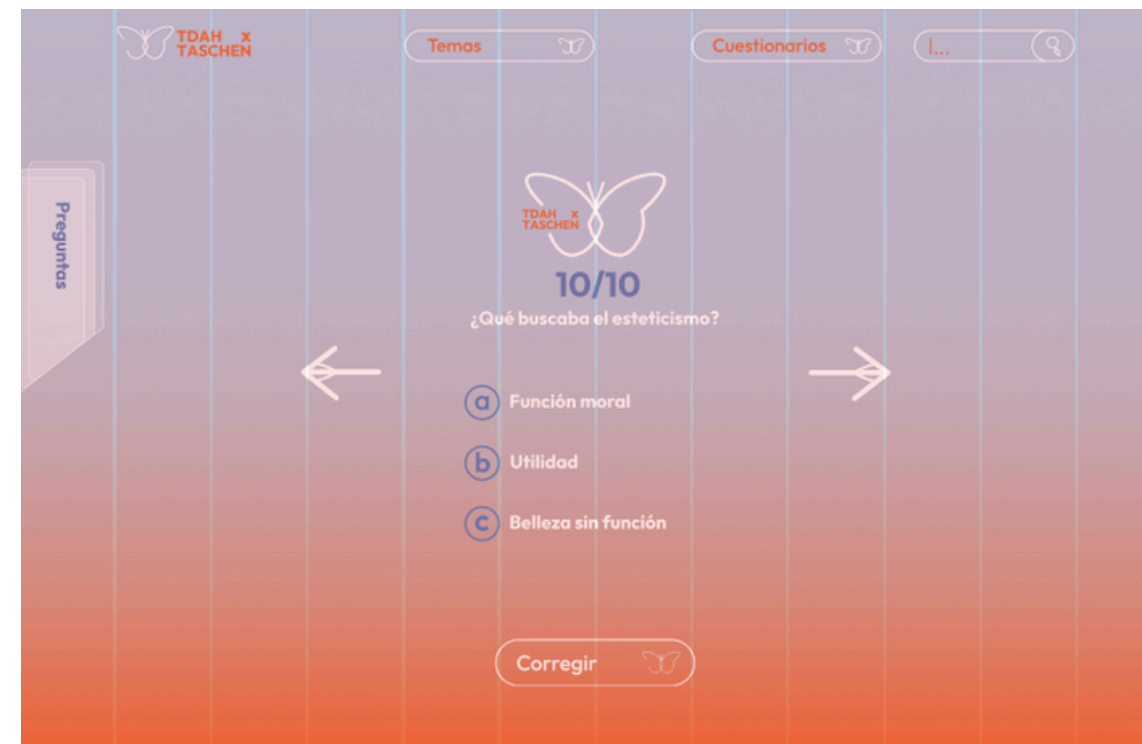 TDAH x
TASCHEN
Temas
Cuestionarios
|...
Preguntas
TDAH x
TASCHEN
10/10
¿Qué buscaba el esteticismo?
a Función moral
b Utilidad
c Belleza sin función
Corregir